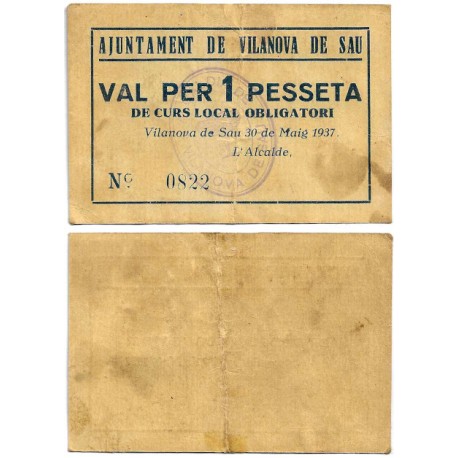 AJUNTAMENT DE VILANOVA DE SAU
VAL PER 1 PESSETA
DE CURS LOCAL OBLIGATORI
Vilanova de Sau 30 de Maig 1937.
L'Alcalde,
Nº 0822